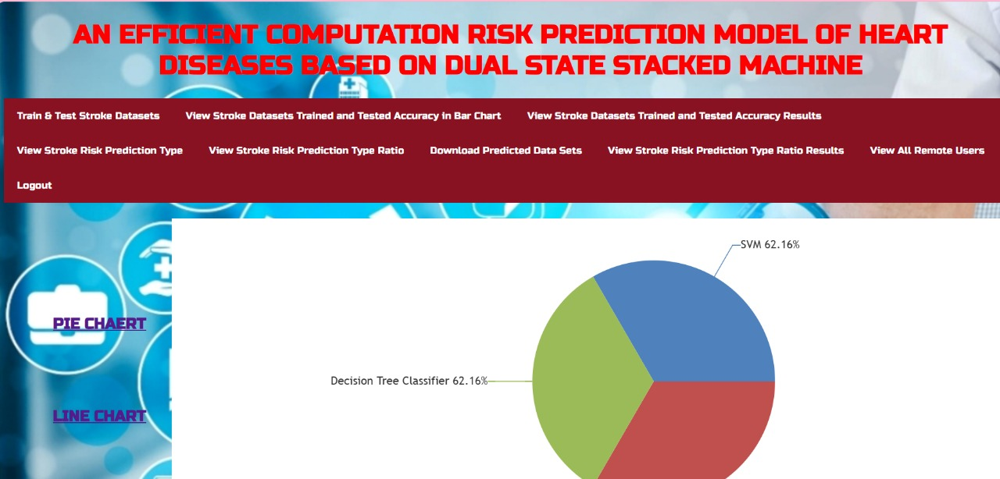 AN EFFICIENT COMPUTATION RISK PREDICTION MODEL OF HEART
DISEASES BASED ON DUAL STATE STACKED MACHINE
Train & Test Stroke Datasets View Stroke Datasets Trained and Tested Accuracy in Bar Chart View Stroke Datasets Trained and Tested Accuracy Results
View Stroke Risk Prediction Type View Stroke Risk Prediction Type Ratio Download Predicted Data Sets View Stroke Risk Prediction Type Ratio Results View All Remote Users
Logout
SVM 62.16%
PIE CHAERT
Decision Tree Classifier 62.16%
LINE CHART